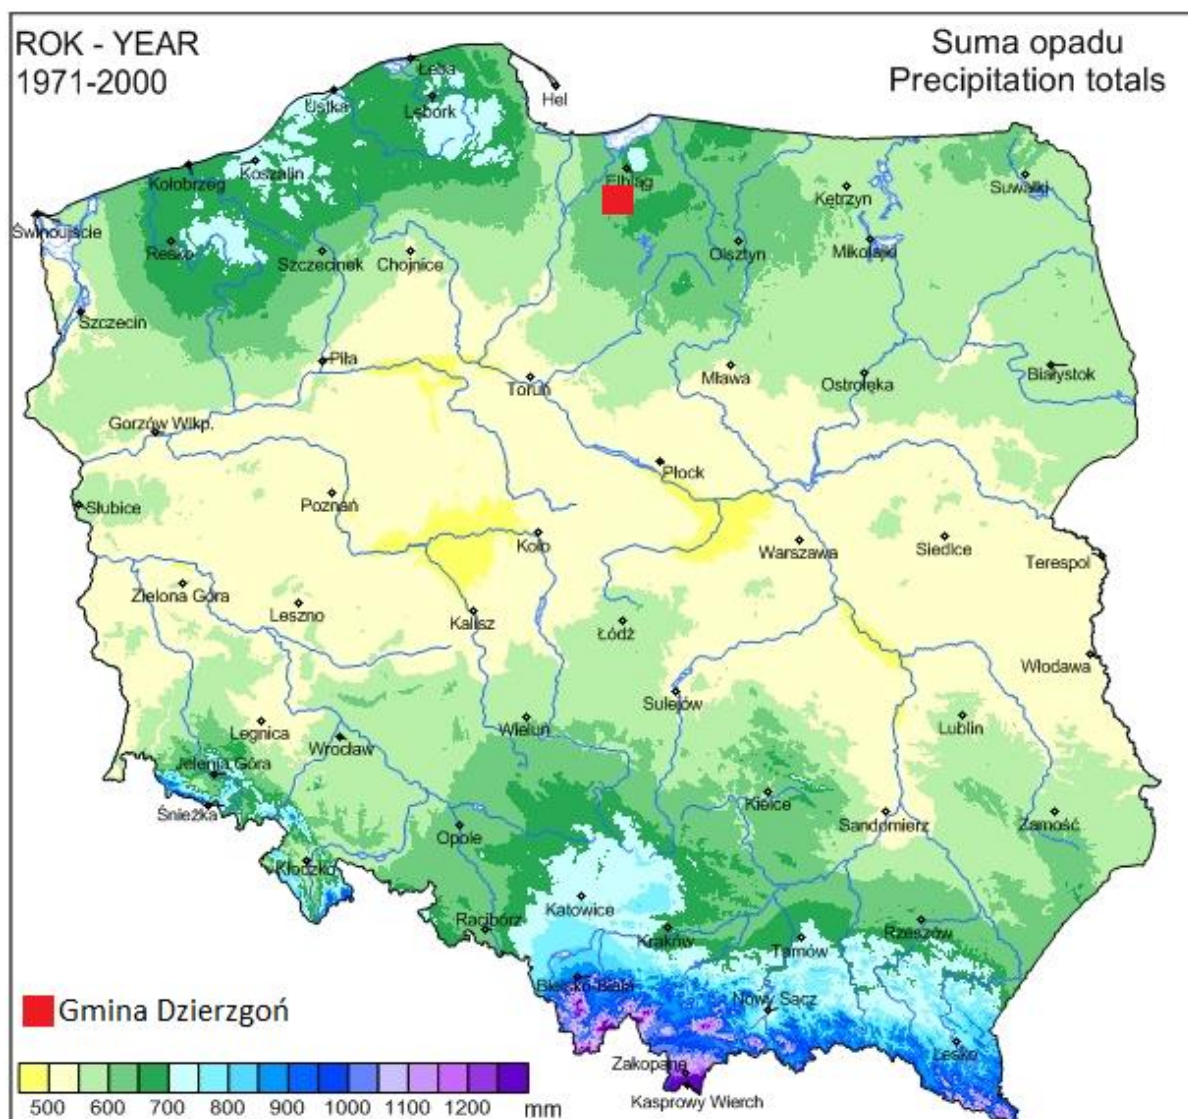 ROK - YEAR
1971-2000
Suma opadu
Precipitation totals
Łeba
Ustka
Lębork
Hel
Kołobrzeg
Koszalin
Elbląg
Kętrzyn
Suwałki
Świnoujście
Resko
Szczecinek
Chojnice
Olsztyn
Mikołajki
Szczecin
Piła
Toruń
Mława
Ostrołęka
Białystok
Gorzów Wlkp.
Płock
Słubice
Poznań
Koło
Warszawa
Siedlce
Terespol
Zielona Góra
Leszno
Kalisz
Łódź
Włodawa
Sulejów
Legnica
Wrocław
Wieluń
Lublin
Jelenia Góra
Śnieżka
Kielce
Sandomierz
Zamość
Opole
Kłodzko
Katowice
Racibórz
Kraków
Tarnów
Rzeszów
Bielsko-Biała
Nowy Sącz
Lesko
Zakopane
Kasprowy Wierch
Gmina Dzierzgoń
500 600 700 800 900 1000 1100 1200 mm